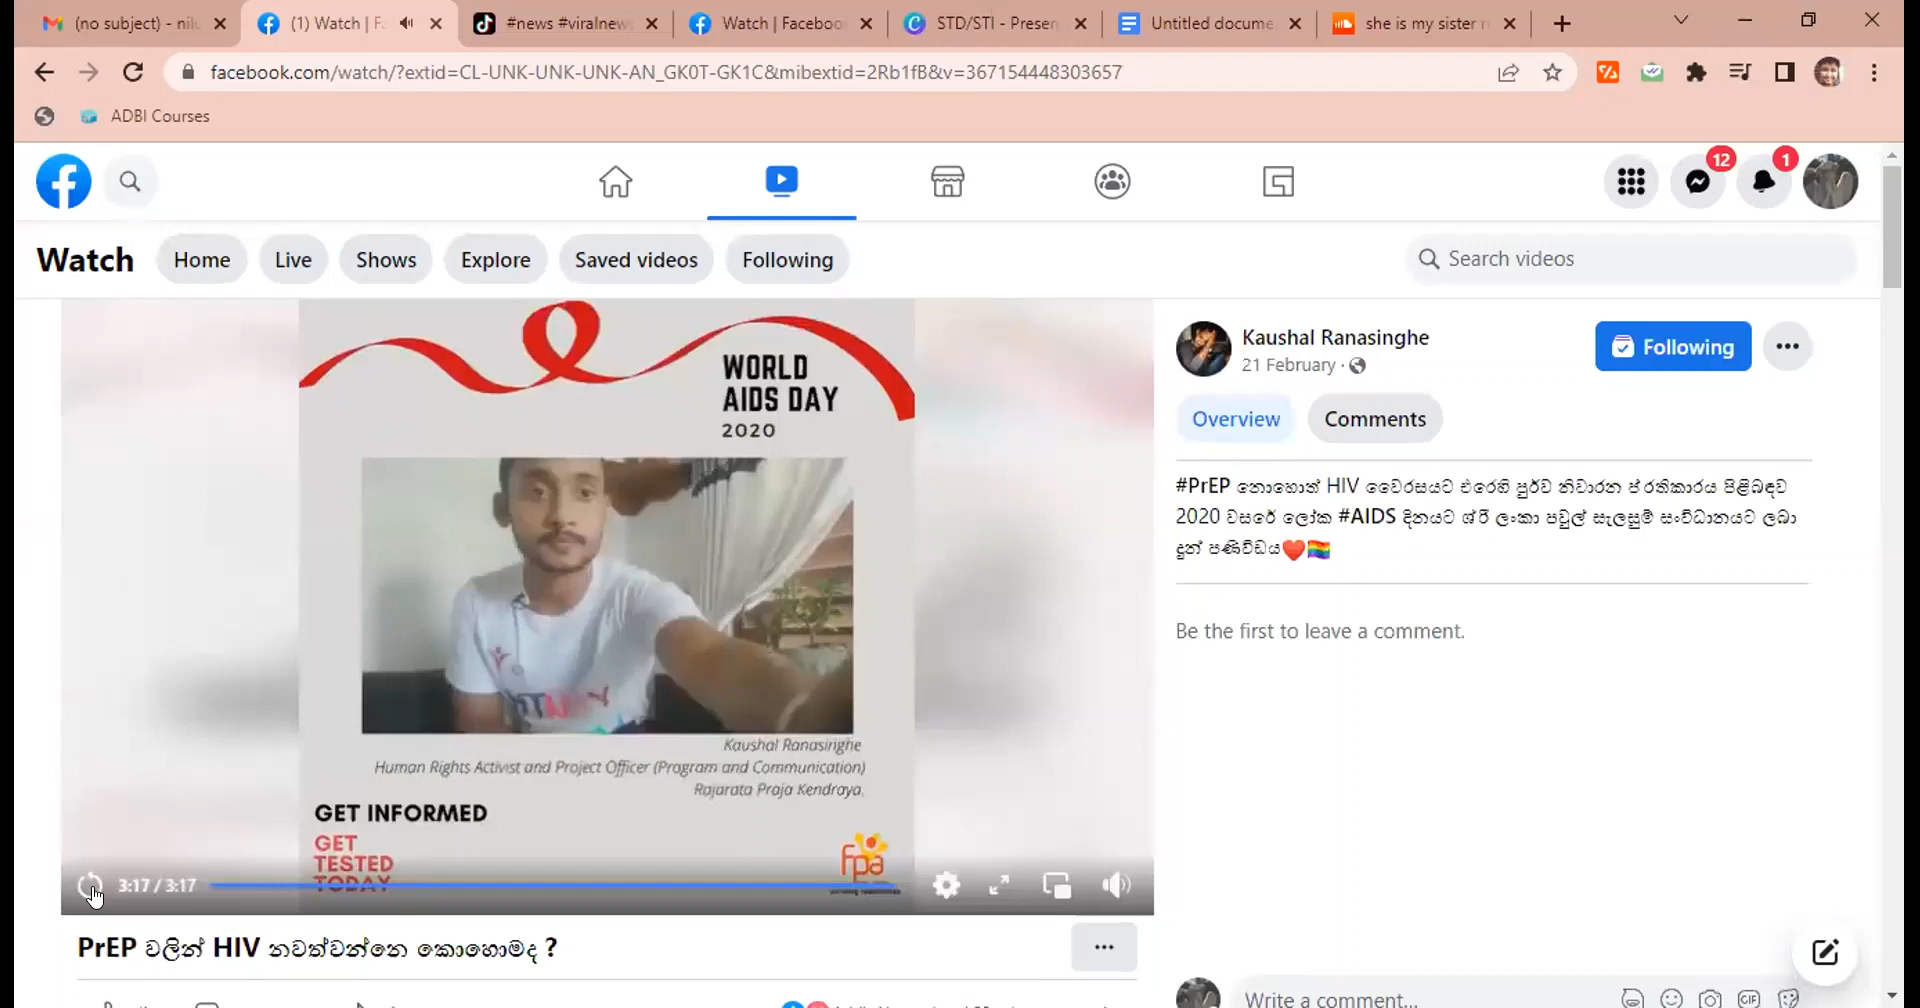 (no subject) - nilu
(1) Watch | F
#news #viralnews
Watch | Facebook
STD/STI - Presen
Untitled docume
she is my sister r
facebook.com/watch/?extid=CL-UNK-UNK-UNK-AN_GK0T-GK1C&mibextid=2Rb1fB&v=367154448303657
ADBI Courses
12
1
Watch
Home
Live
Shows
Explore
Saved videos
Following
Search videos
WORLD
AIDS DAY
2020
Kaushal Ranasinghe
Human Rights Activist and Project Officer (Program and Communication)
Rajarata Praja Kendraya.
GET INFORMED
GET
TESTED
TODAY
fpa
3:17 / 3:17
PrEP වලින් HIV නවත්වන්නෙ කොහොමද ?
Kaushal Ranasinghe
21 February
Following
Overview
Comments
#PrEP නොහොත් HIV වෛරසයට එරෙහි පුර්ව නිවාරන ප්‍රතිකාරය පිළිබඳව
2020 වසරේ ලෝක #AIDS දිනයට ශ්‍රී ලංකා පවුල් සැලසුම් සංවිධානයට ලබා
දුන් පණිවිඩය❤️🏳️‍🌈
Be the first to leave a comment.
Write a comment...